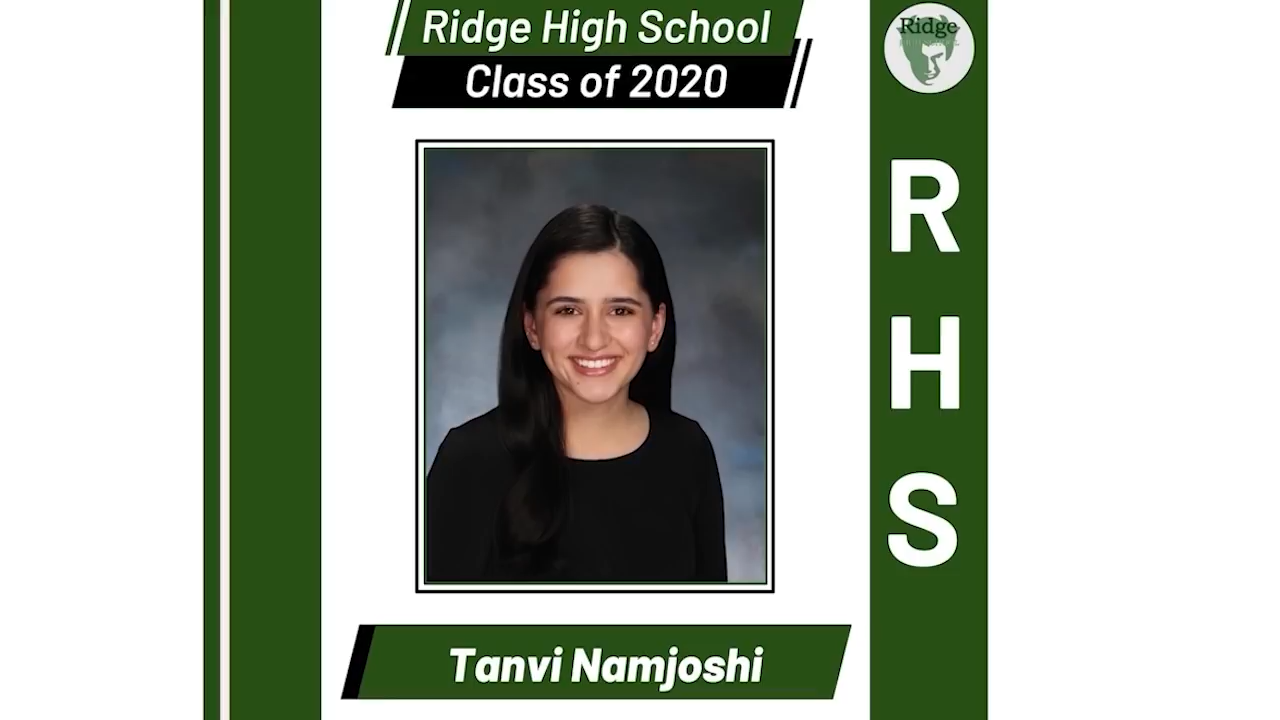 Ridge High School
Class of 2020
Ridge
R
H
S
Tanvi Namjoshi